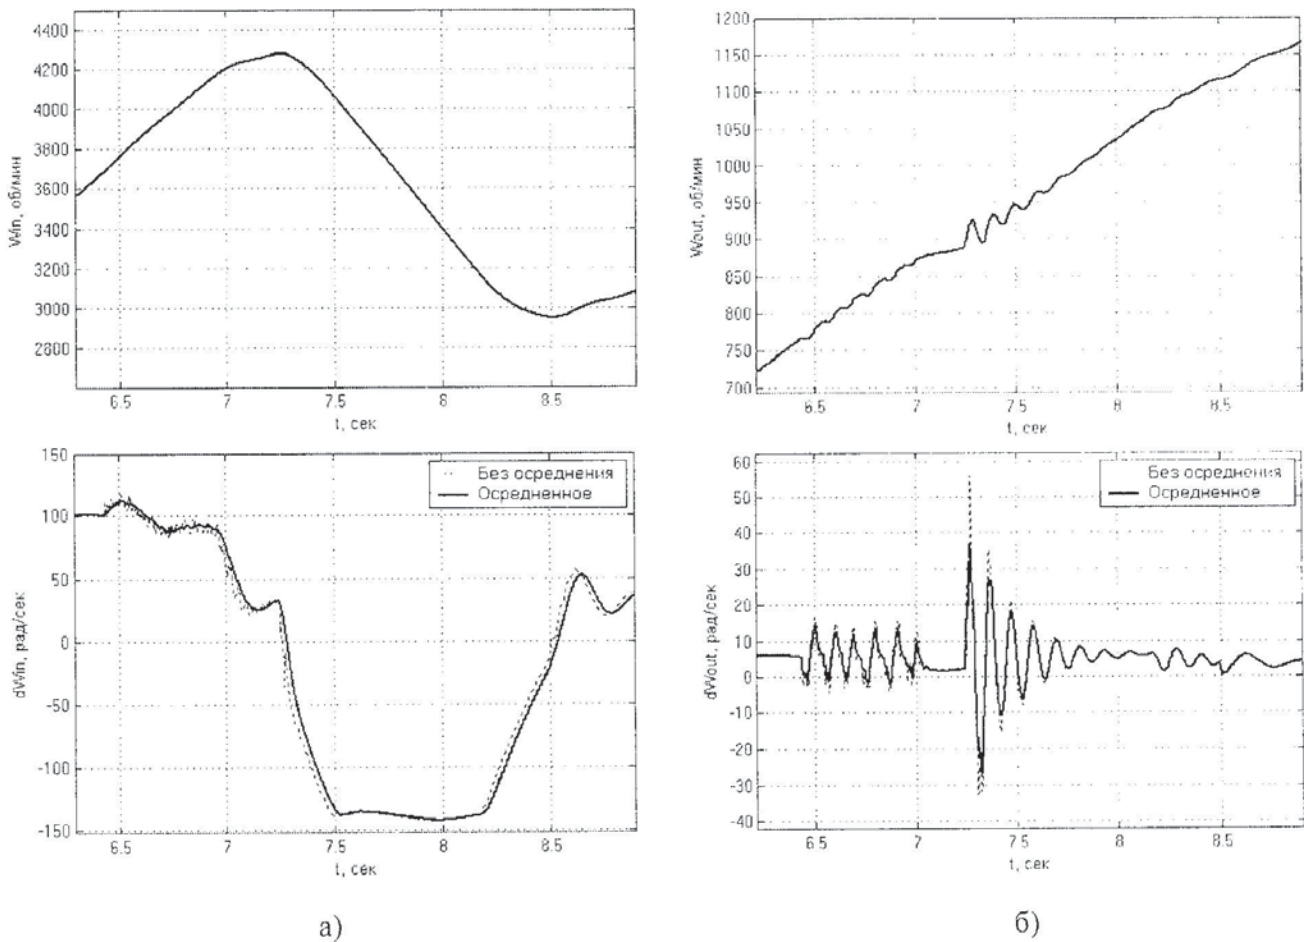 4400
4200
4000
3800
3600
3400
3200
3000
2800
Win, об/мин
6.5 7 7.5 8 8.5
t, сек
1200
1150
1100
1050
1000
950
900
850
800
750
700
Wout, об/мин
6.5 7 7.5 8 8.5
t, сек
150
100
50
0
-50
-100
-150
dWin, рад/сек
Без осреднения
Осредненное
6.5 7 7.5 8 8.5
t, сек
60
50
40
30
20
10
0
-10
-20
-30
-40
dWout, рад/сек
Без осреднения
Осредненное
6.5 7 7.5 8 8.5
t, сек
а)
б)